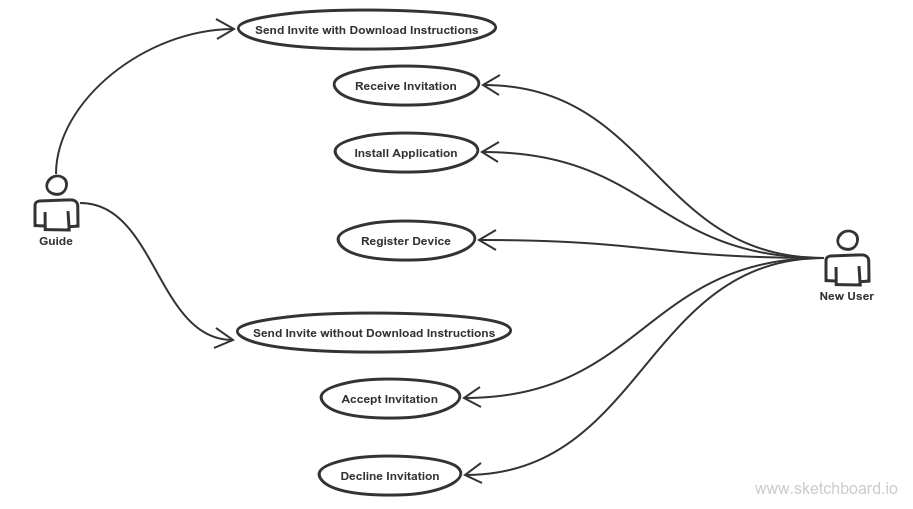 Send Invite with Download Instructions
Receive Invitation
Install Application
Guide
Register Device
New User
Send Invite without Download Instructions
Accept Invitation
Decline Invitation
www.sketchboard.io